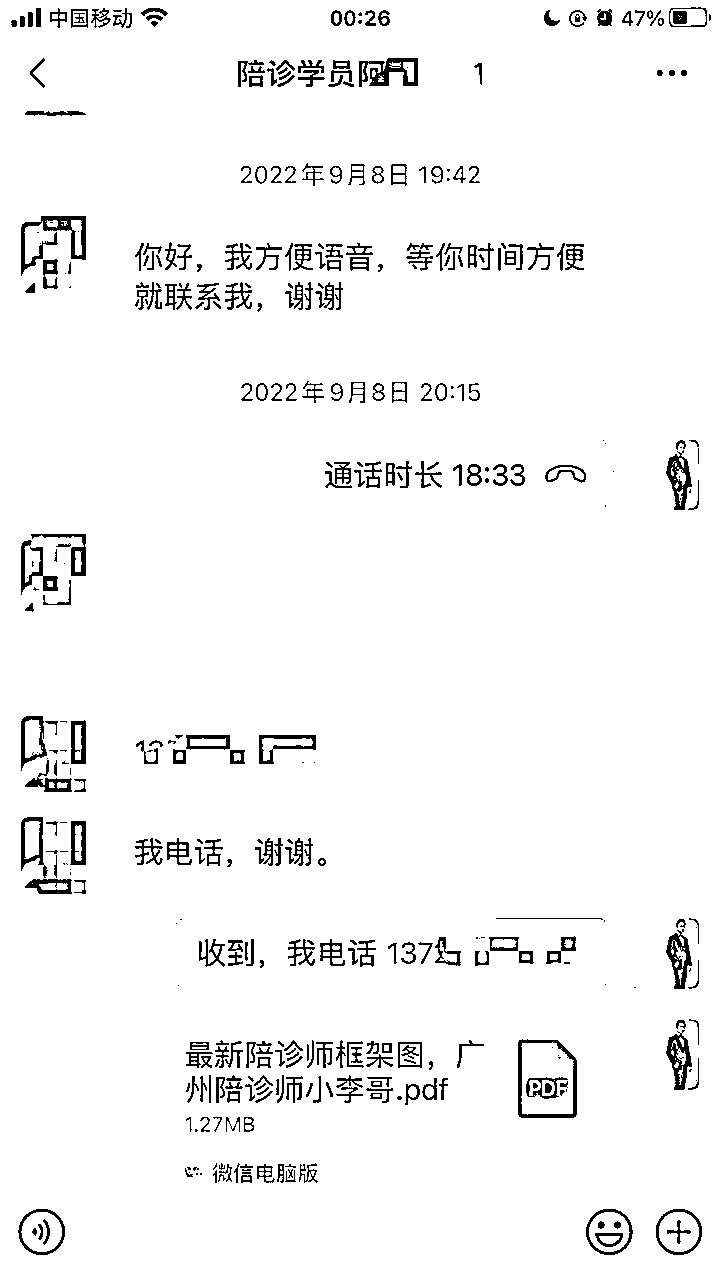 中国移动 00:26 47%
陪诊学员阿 1
2022年9月8日 19:42
你好，我方便语音，等你时间方便
就联系我，谢谢
2022年9月8日 20:15
通话时长 18:33
我电话，谢谢。
收到，我电话 137
最新陪诊师框架图，广
州陪诊师小李哥.pdf
PDF
1.27MB
微信电脑版